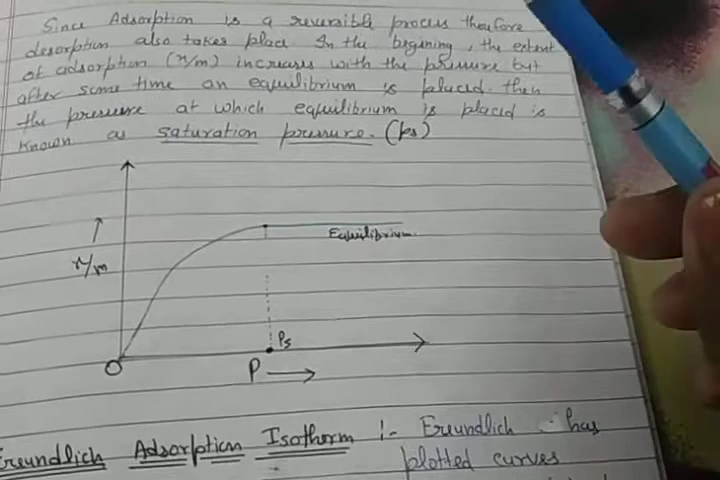 Since Adsorption is a reversible process therefore
desorption also takes place In the begining, the extent
of adsorption (x/m) increases with the pressure but
after some time an equilibrium is placed. then
the pressure at which equilibrium is placed is
known as saturation pressure. (Ps)
x/m
Equilibrium.
Ps
O
P
Freundlich Adsorption Isotherm :- Freundlich has
plotted curves